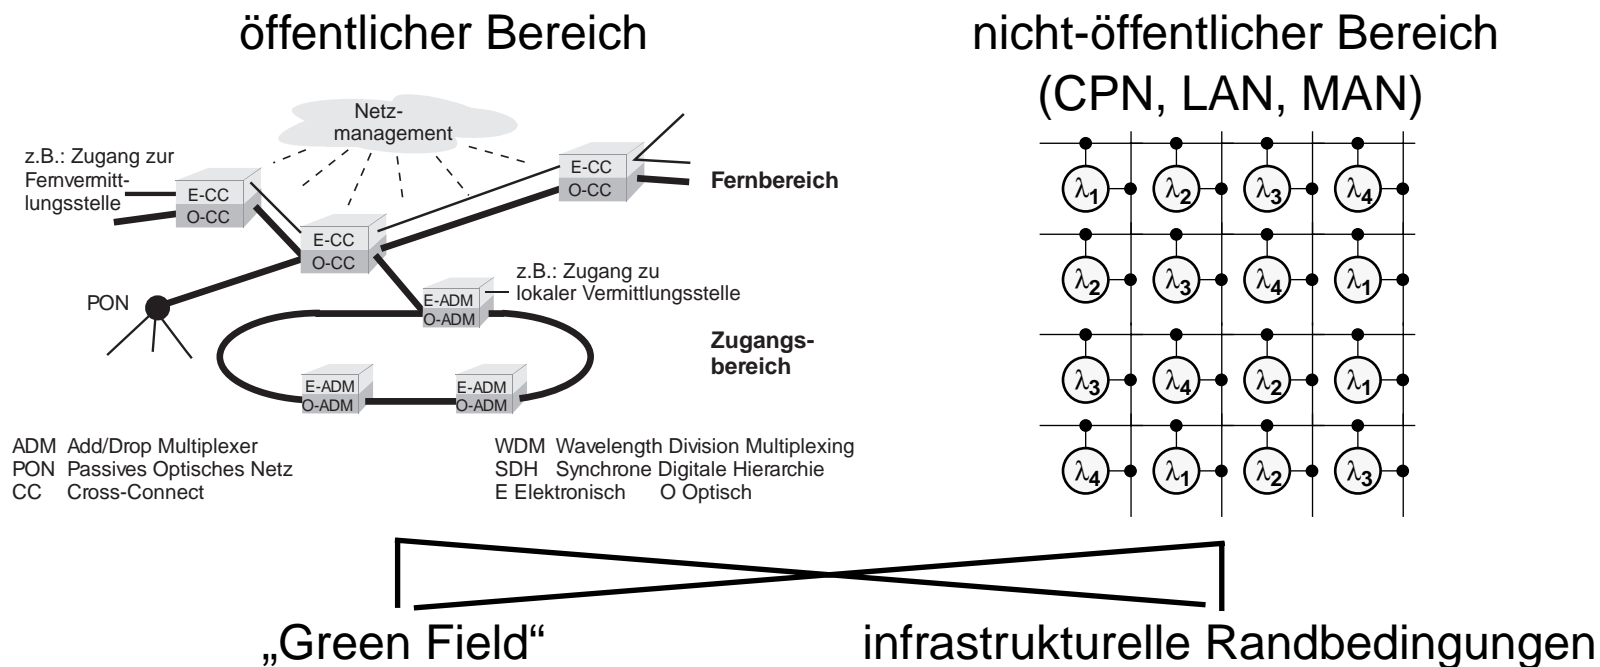 öffentlicher Bereich
nicht-öffentlicher Bereich
(CPN, LAN, MAN)
Netz-
management
z.B.: Zugang zur
Fernvermitt-
lungsstelle
E-CC
O-CC
E-CC
O-CC
Fernbereich
E-CC
O-CC
PON
z.B.: Zugang zu
lokaler Vermittlungsstelle
E-ADM
O-ADM
Zugangs-
bereich
E-ADM
O-ADM
E-ADM
O-ADM
λ1 λ2 λ3 λ4
λ2 λ3 λ4 λ1
λ3 λ4 λ2 λ1
λ4 λ1 λ2 λ3
ADM Add/Drop Multiplexer
PON Passives Optisches Netz
CC Cross-Connect
WDM Wavelength Division Multiplexing
SDH Synchrone Digitale Hierarchie
E Elektronisch O Optisch
„Green Field“
infrastrukturelle Randbedingungen